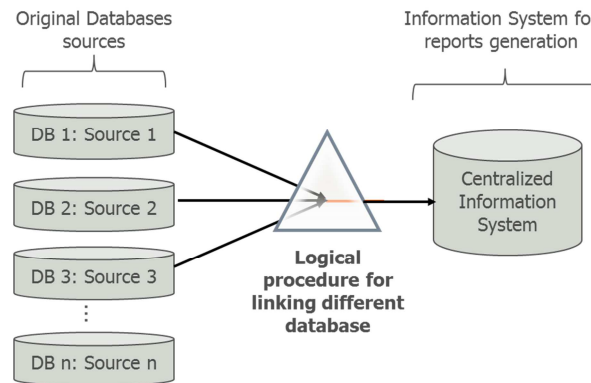 Original Databases
sources
Information System fo
reports generation
DB 1: Source 1
DB 2: Source 2
DB 3: Source 3
⋮
DB n: Source n
Logical
procedure for
linking different
database
Centralized
Information
System